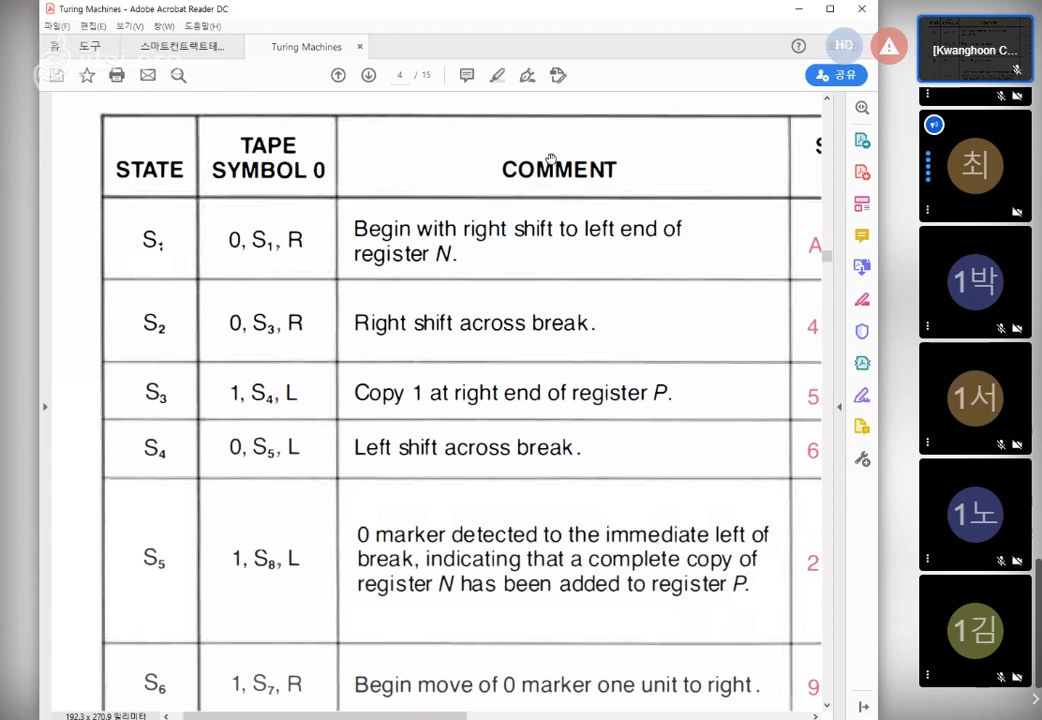 Turing Machines - Adobe Acrobat Reader DC
파일(F) 편집(E) 보기(V) 창(W) 도움말(H)
홈 도구 스마트컨트랙트테... Turing Machines ×
HD
4 / 15
공유
[Kwanghoon C...
STATE
TAPE
SYMBOL 0
COMMENT
S
S₁
0, S₁, R
Begin with right shift to left end of
register N.
A
S₂
0, S₃, R
Right shift across break.
4
S₃
1, S₄, L
Copy 1 at right end of register P.
5
S₄
0, S₅, L
Left shift across break.
6
S₅
1, S₈, L
0 marker detected to the immediate left of
break, indicating that a complete copy of
register N has been added to register P.
2
S₆
1, S₇, R
Begin move of 0 marker one unit to right.
9
192.3 x 270.9 밀리미터
최
1박
1서
1노
1김